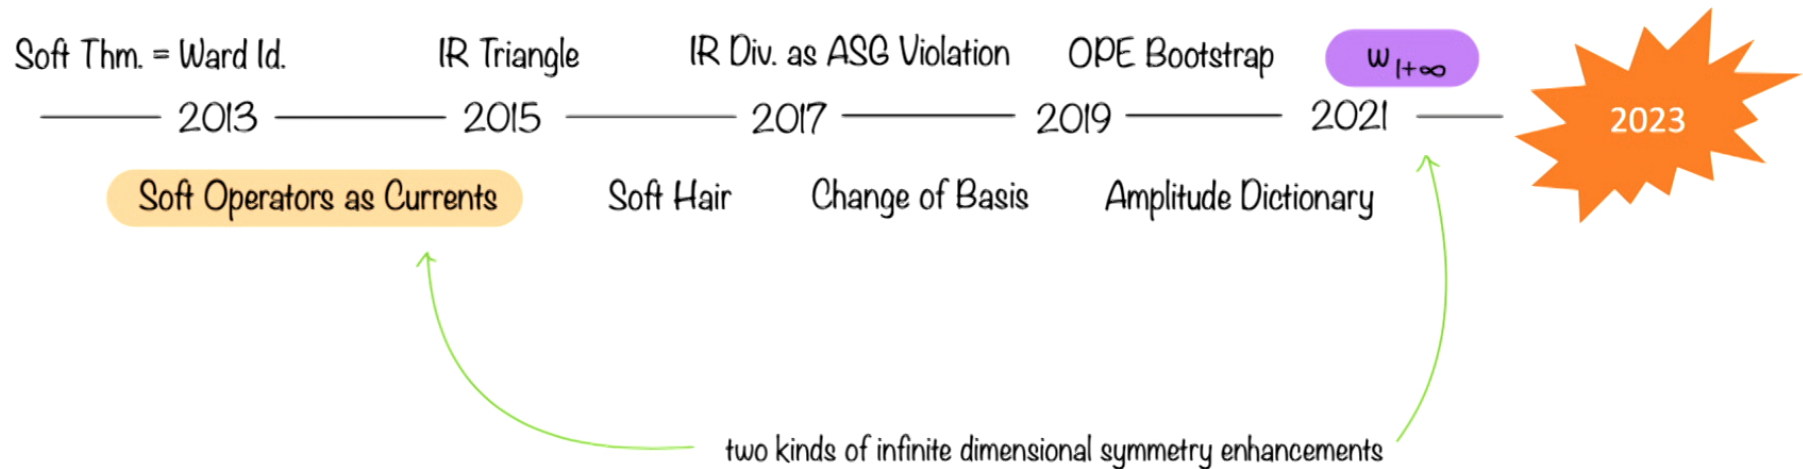 Soft Thm. = Ward Id.
IR Triangle
IR Div. as ASG Violation
OPE Bootstrap
w₁₊∞
2013
2015
2017
2019
2021
2023
Soft Operators as Currents
Soft Hair
Change of Basis
Amplitude Dictionary
two kinds of infinite dimensional symmetry enhancements